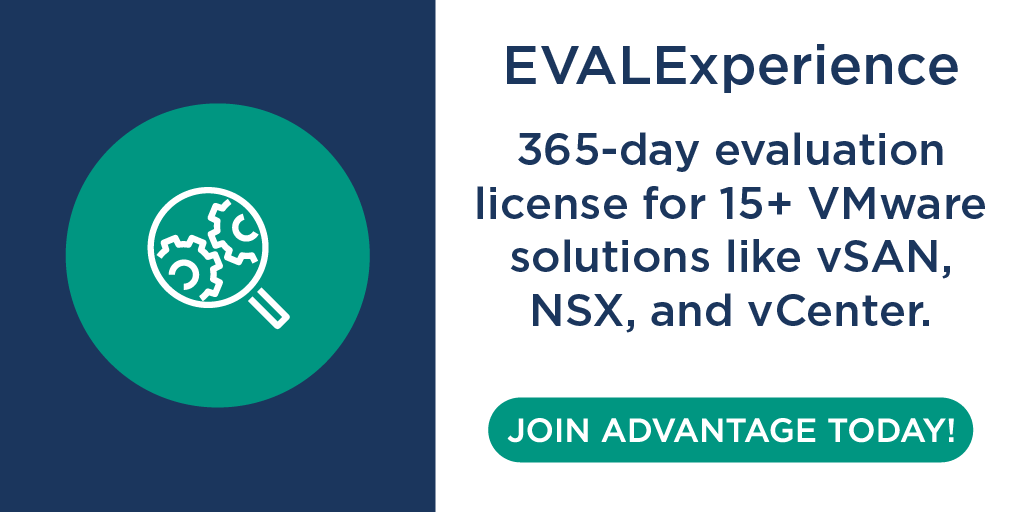 EVALExperience
365-day evaluation
license for 15+ VMware
solutions like vSAN,
NSX, and vCenter.
JOIN ADVANTAGE TODAY!